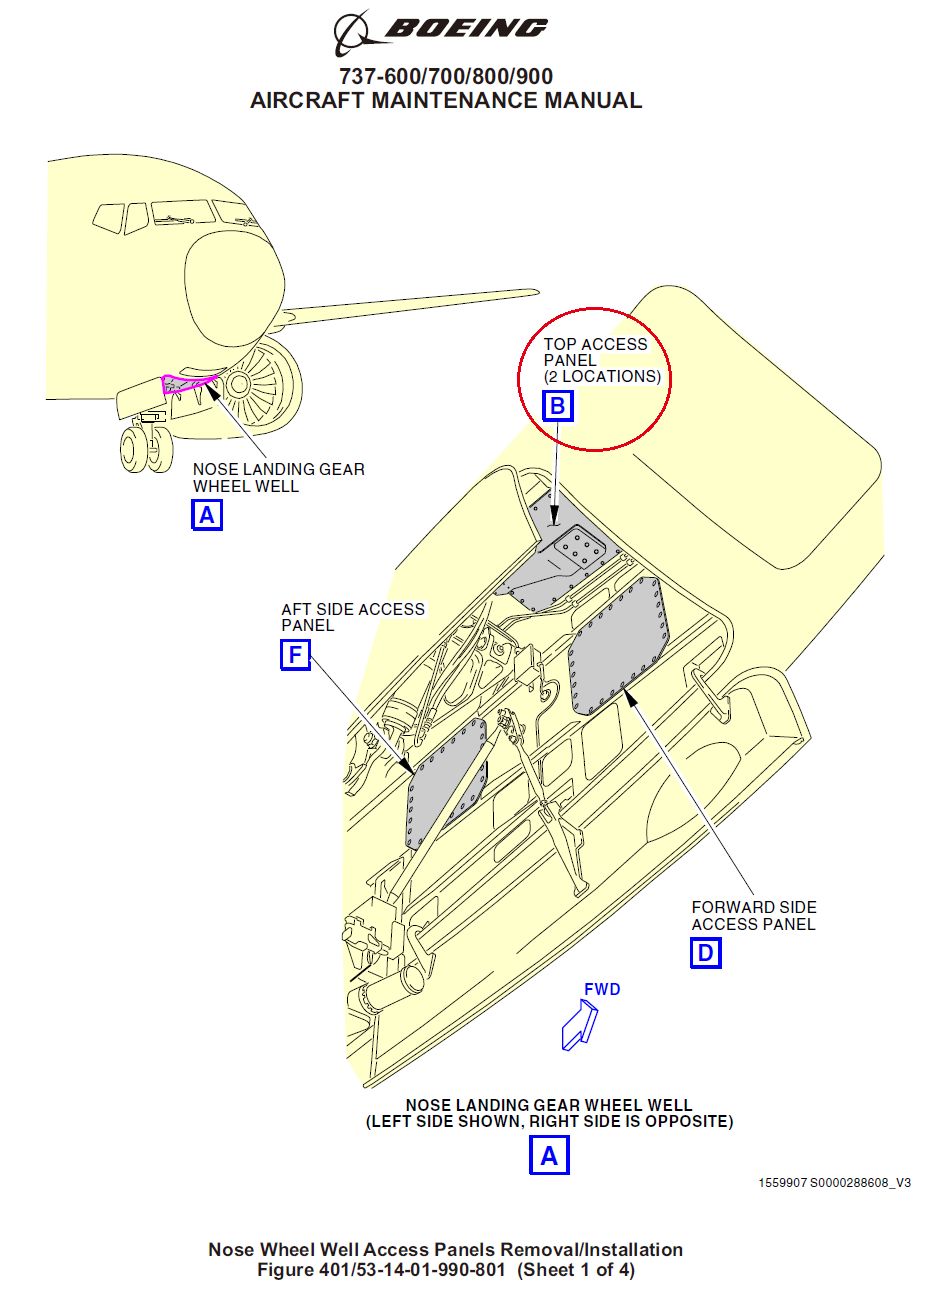 BOEING
737-600/700/800/900
AIRCRAFT MAINTENANCE MANUAL
TOP ACCESS
PANEL
(2 LOCATIONS)
B
NOSE LANDING GEAR
WHEEL WELL
A
AFT SIDE ACCESS
PANEL
F
FORWARD SIDE
ACCESS PANEL
D
FWD
NOSE LANDING GEAR WHEEL WELL
(LEFT SIDE SHOWN, RIGHT SIDE IS OPPOSITE)
A
1559907 S0000288608_V3
Nose Wheel Well Access Panels Removal/Installation
Figure 401/53-14-01-990-801 (Sheet 1 of 4)